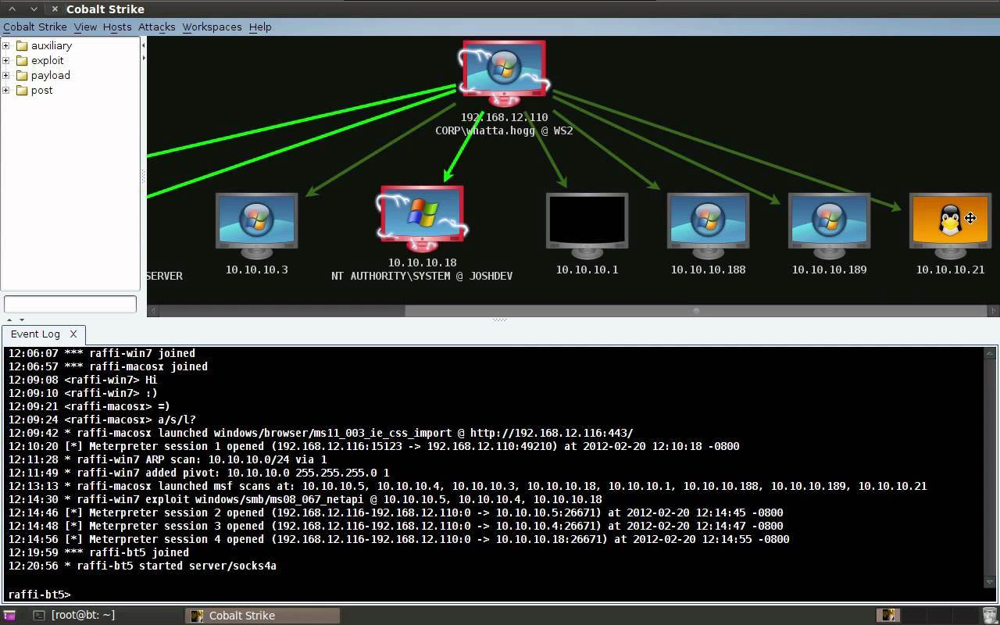 Cobalt Strike
Cobalt Strike View Hosts Attacks Workspaces Help
auxiliary
exploit
payload
post
192.168.12.110
CORP\whatta.hogg @ WS2
10.10.10.3
10.10.10.18
NT AUTHORITY\SYSTEM @ JOSHDEV
10.10.10.1
10.10.10.188
10.10.10.189
10.10.10.21
SERVER
Event Log X
12:06:07 *** raffi-win7 joined
12:06:57 *** raffi-macosx joined
12:09:08 <raffi-win7> Hi
12:09:10 <raffi-win7> :)
12:09:21 <raffi-macosx> =)
12:09:24 <raffi-macosx> a/s/l?
12:09:42 * raffi-macosx launched windows/browser/ms11_003_ie_css_import @ http://192.168.12.116:443/
12:10:20 [*] Meterpreter session 1 opened (192.168.12.116:15123 -> 192.168.12.110:49210) at 2012-02-20 12:10:18 -0800
12:11:28 * raffi-win7 ARP scan: 10.10.10.0/24 via 1
12:11:49 * raffi-win7 added pivot: 10.10.10.0 255.255.255.0 1
12:13:13 * raffi-macosx launched msf scans at: 10.10.10.5, 10.10.10.4, 10.10.10.3, 10.10.10.18, 10.10.10.1, 10.10.10.188, 10.10.10.189, 10.10.10.21
12:14:30 * raffi-win7 exploit windows/smb/ms08_067_netapi @ 10.10.10.5, 10.10.10.4, 10.10.10.18
12:14:46 [*] Meterpreter session 2 opened (192.168.12.116-192.168.12.110:0 -> 10.10.10.5:26671) at 2012-02-20 12:14:45 -0800
12:14:48 [*] Meterpreter session 3 opened (192.168.12.116-192.168.12.110:0 -> 10.10.10.4:26671) at 2012-02-20 12:14:47 -0800
12:14:56 [*] Meterpreter session 4 opened (192.168.12.116-192.168.12.110:0 -> 10.10.10.18:26671) at 2012-02-20 12:14:55 -0800
12:19:59 *** raffi-bt5 joined
12:20:56 * raffi-bt5 started server/socks4a
raffi-bt5>
[root@bt: ~]
Cobalt Strike